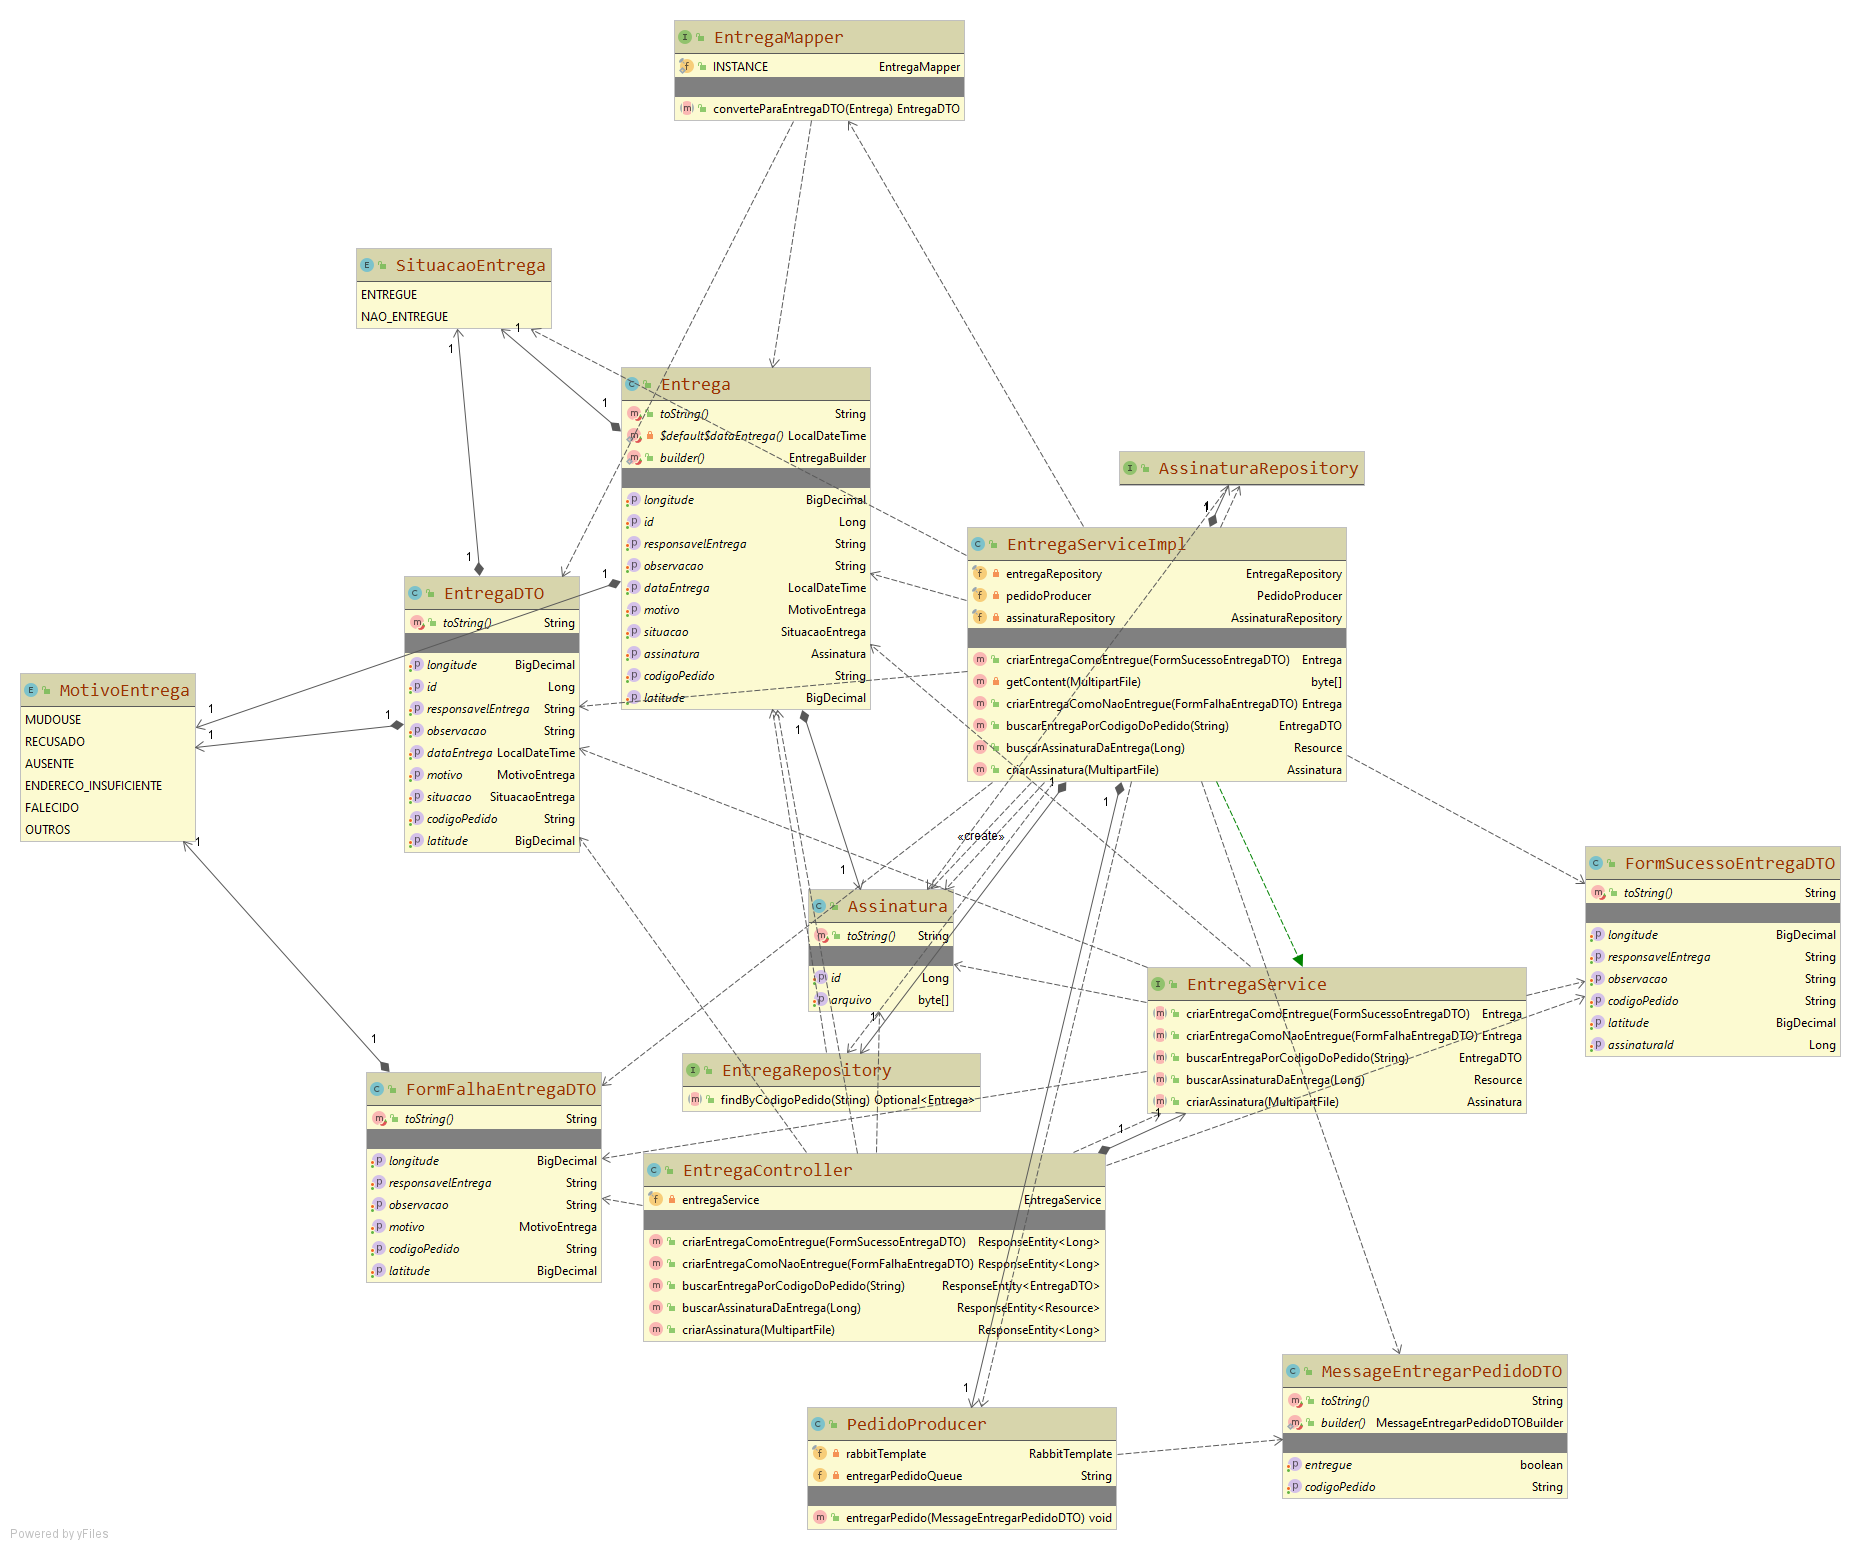 EntregaMapper
INSTANCE EntregaMapper
converteParaEntregaDTO(Entrega) EntregaDTO
SituacaoEntrega
ENTREGUE
NAO_ENTREGUE
1
1
1
1
Entrega
toString() String
$default$dataEntrega() LocalDateTime
builder() EntregaBuilder
longitude BigDecimal
id Long
responsavelEntrega String
observacao String
dataEntrega LocalDateTime
motivo MotivoEntrega
situacao SituacaoEntrega
assinatura Assinatura
codigoPedido String
latitude BigDecimal
1
1
AssinaturaRepository
1
EntregaServiceImpl
entregaRepository EntregaRepository
pedidoProducer PedidoProducer
assinaturaRepository AssinaturaRepository
criarEntregaComoEntregue(FormSucessoEntregaDTO) Entrega
getContent(MultipartFile) byte[]
criarEntregaComoNaoEntregue(FormFalhaEntregaDTO) Entrega
buscarEntregaPorCodigoDoPedido(String) EntregaDTO
buscarAssinaturaDaEntrega(Long) Resource
criarAssinatura(MultipartFile) Assinatura
1
1
EntregaDTO
toString() String
longitude BigDecimal
id Long
responsavelEntrega String
observacao String
dataEntrega LocalDateTime
motivo MotivoEntrega
situacao SituacaoEntrega
codigoPedido String
latitude BigDecimal
1
MotivoEntrega
MUDOUSE
RECUSADO
AUSENTE
ENDERECO_INSUFICIENTE
FALECIDO
OUTROS
1
1
1
«create»
1
Assinatura
toString() String
id Long
arquivo byte[]
1
FormSucessoEntregaDTO
toString() String
longitude BigDecimal
responsavelEntrega String
observacao String
codigoPedido String
latitude BigDecimal
assinaturaId Long
EntregaService
criarEntregaComoEntregue(FormSucessoEntregaDTO) Entrega
criarEntregaComoNaoEntregue(FormFalhaEntregaDTO) Entrega
buscarEntregaPorCodigoDoPedido(String) EntregaDTO
buscarAssinaturaDaEntrega(Long) Resource
criarAssinatura(MultipartFile) Assinatura
1
1
EntregaRepository
findByCodigoPedido(String) Optional<Entrega>
1
FormFalhaEntregaDTO
toString() String
longitude BigDecimal
responsavelEntrega String
observacao String
motivo MotivoEntrega
codigoPedido String
latitude BigDecimal
EntregaController
entregaService EntregaService
criarEntregaComoEntregue(FormSucessoEntregaDTO) ResponseEntity<Long>
criarEntregaComoNaoEntregue(FormFalhaEntregaDTO) ResponseEntity<Long>
buscarEntregaPorCodigoDoPedido(String) ResponseEntity<EntregaDTO>
buscarAssinaturaDaEntrega(Long) ResponseEntity<Resource>
criarAssinatura(MultipartFile) ResponseEntity<Long>
MessageEntregarPedidoDTO
toString() String
builder() MessageEntregarPedidoDTOBuilder
entregue boolean
codigoPedido String
1
PedidoProducer
rabbitTemplate RabbitTemplate
entregarPedidoQueue String
entregarPedido(MessageEntregarPedidoDTO) void
Powered by yFiles